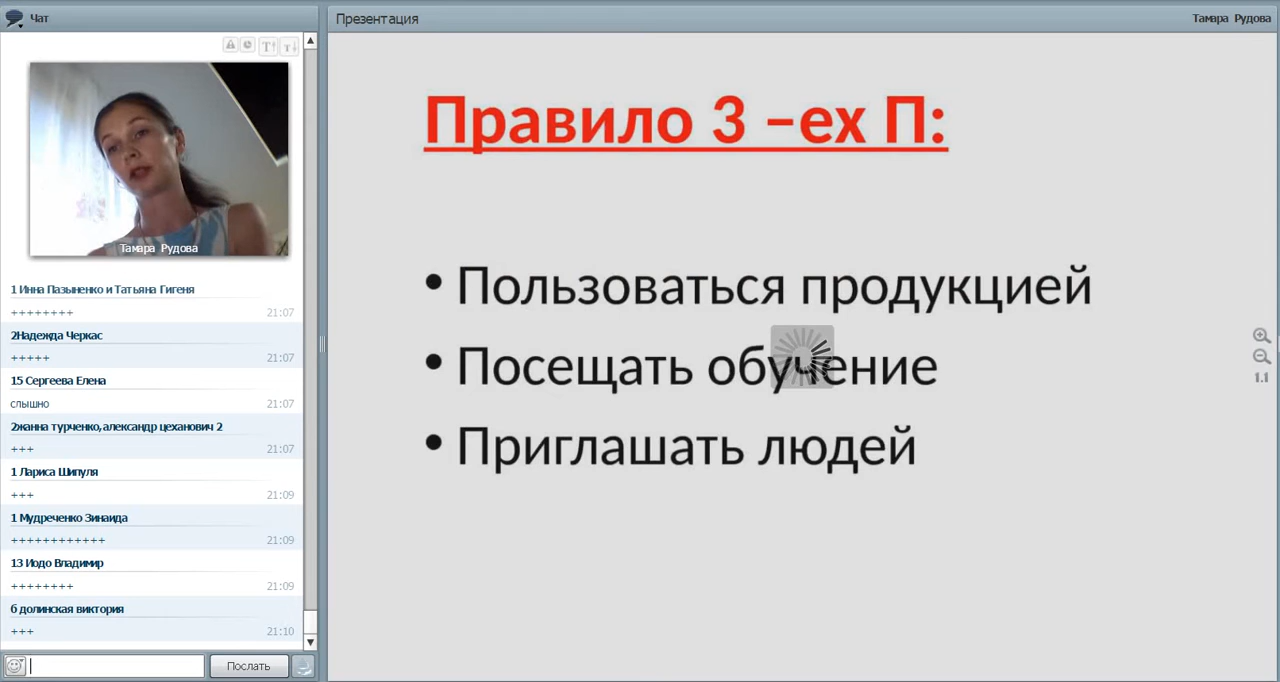 Чат
Тамара Рудова
1 Инна Пазыненко и Татьяна Гигеня
++++++++ 21:07
2Надежда Черкас
+++++ 21:07
15 Сергеева Елена
слышно 21:07
2жанна турченко,александр цеханович 2
+++ 21:07
1 Лариса Шипуля
+++ 21:09
1 Мудреченко Зинаида
++++++++++++ 21:09
13 Иодо Владимир
++++++++ 21:09
6 долинская виктория
+++ 21:10
Послать
Презентация Тамара Рудова
Правило 3 –ех П:
• Пользоваться продукцией
• Посещать обучение
• Приглашать людей
1.1